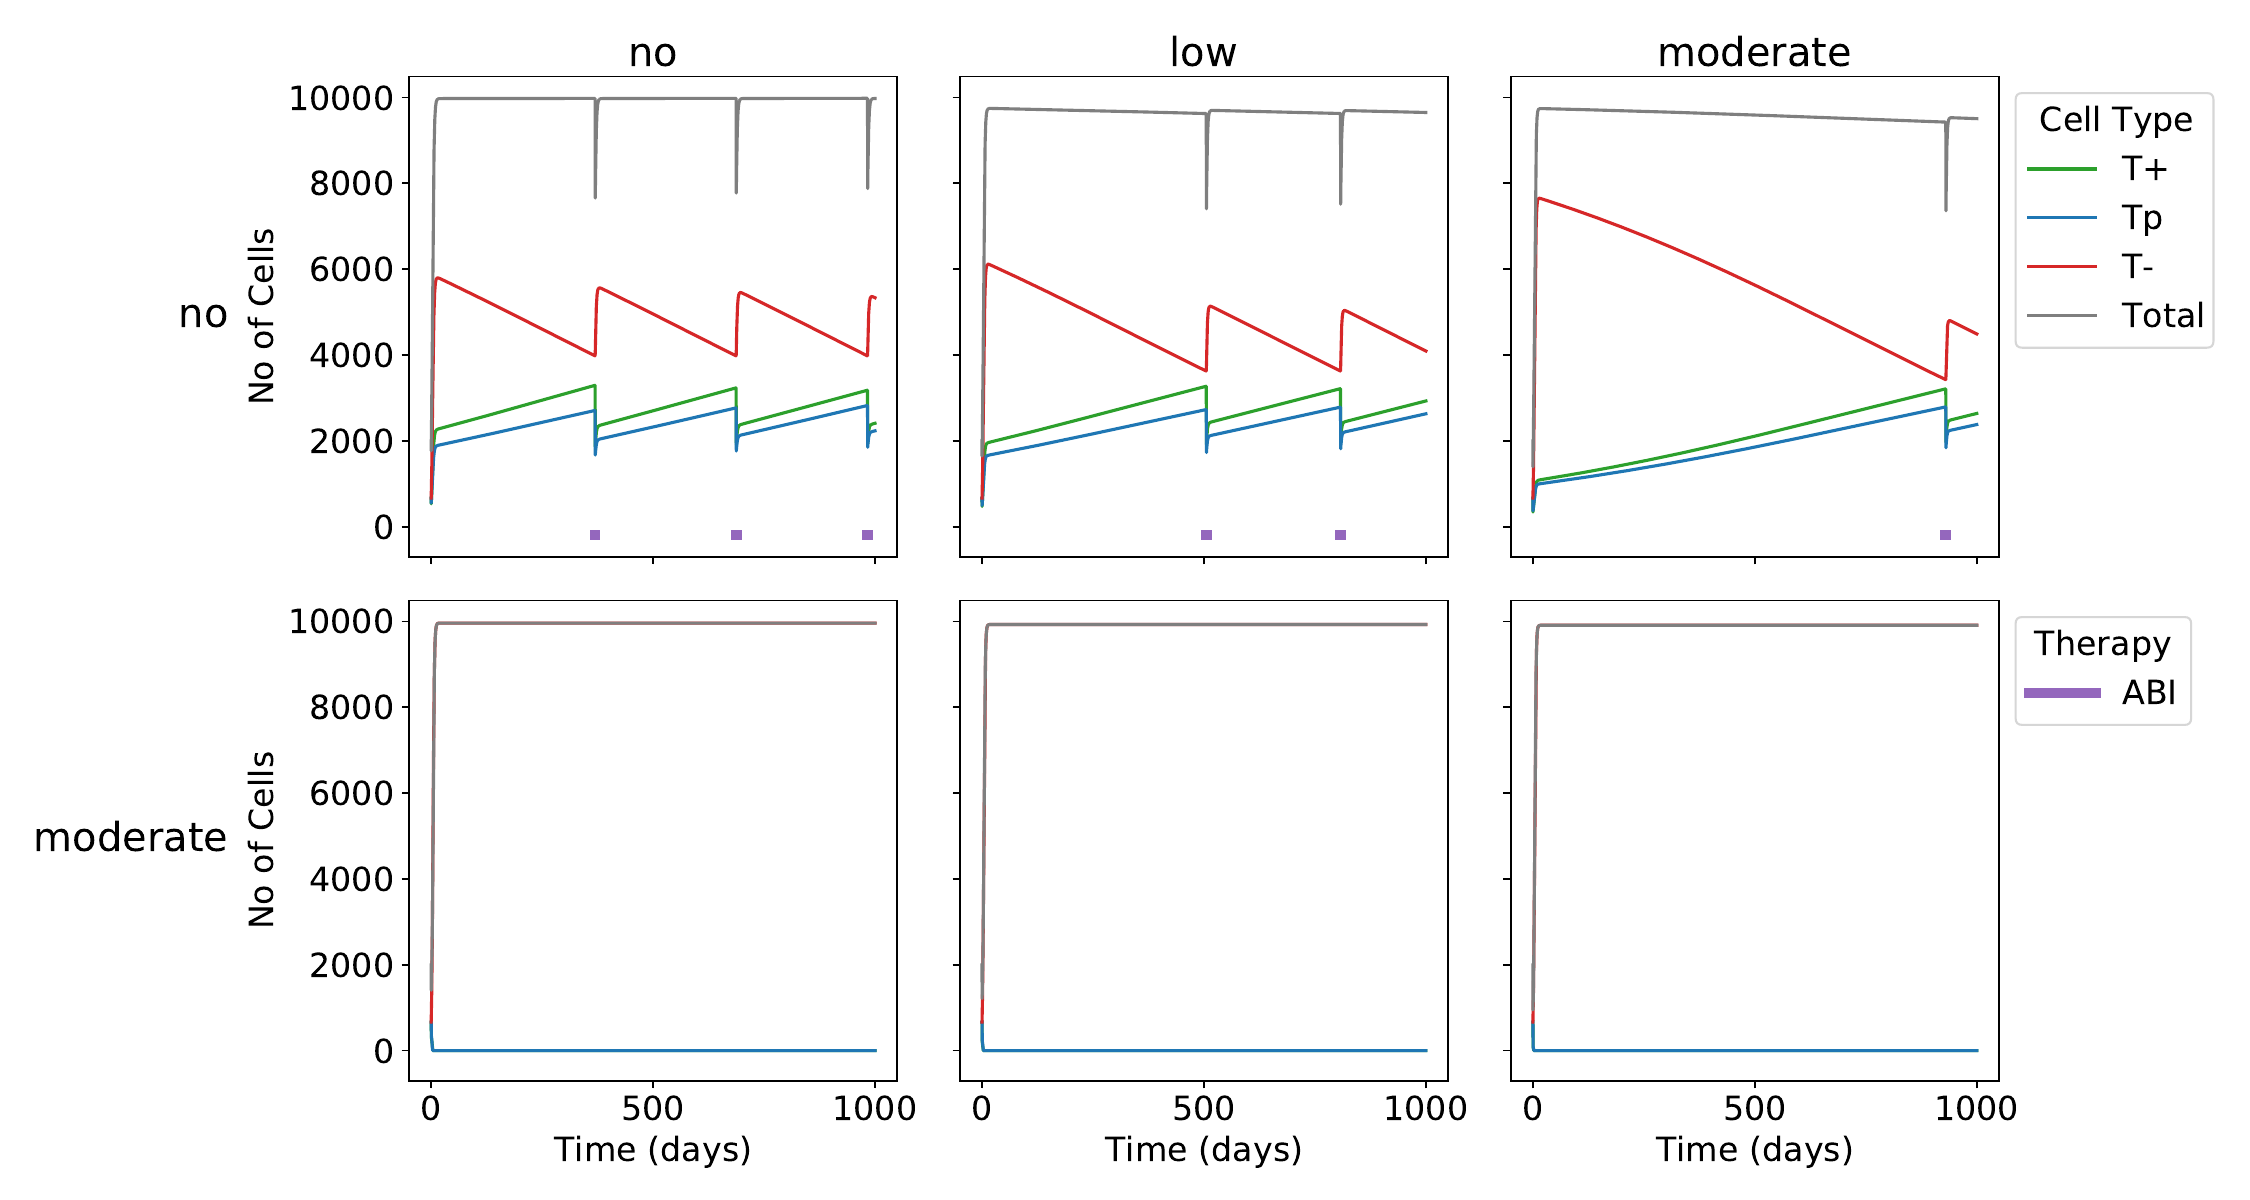 no low moderate
10000
8000
6000
4000
2000
0
No of Cells
no
Cell Type
T+
Tp
T-
Total
10000
8000
6000
4000
2000
0
No of Cells
moderate
Therapy
ABI
0 500 1000 0 500 1000 0 500 1000
Time (days) Time (days) Time (days)